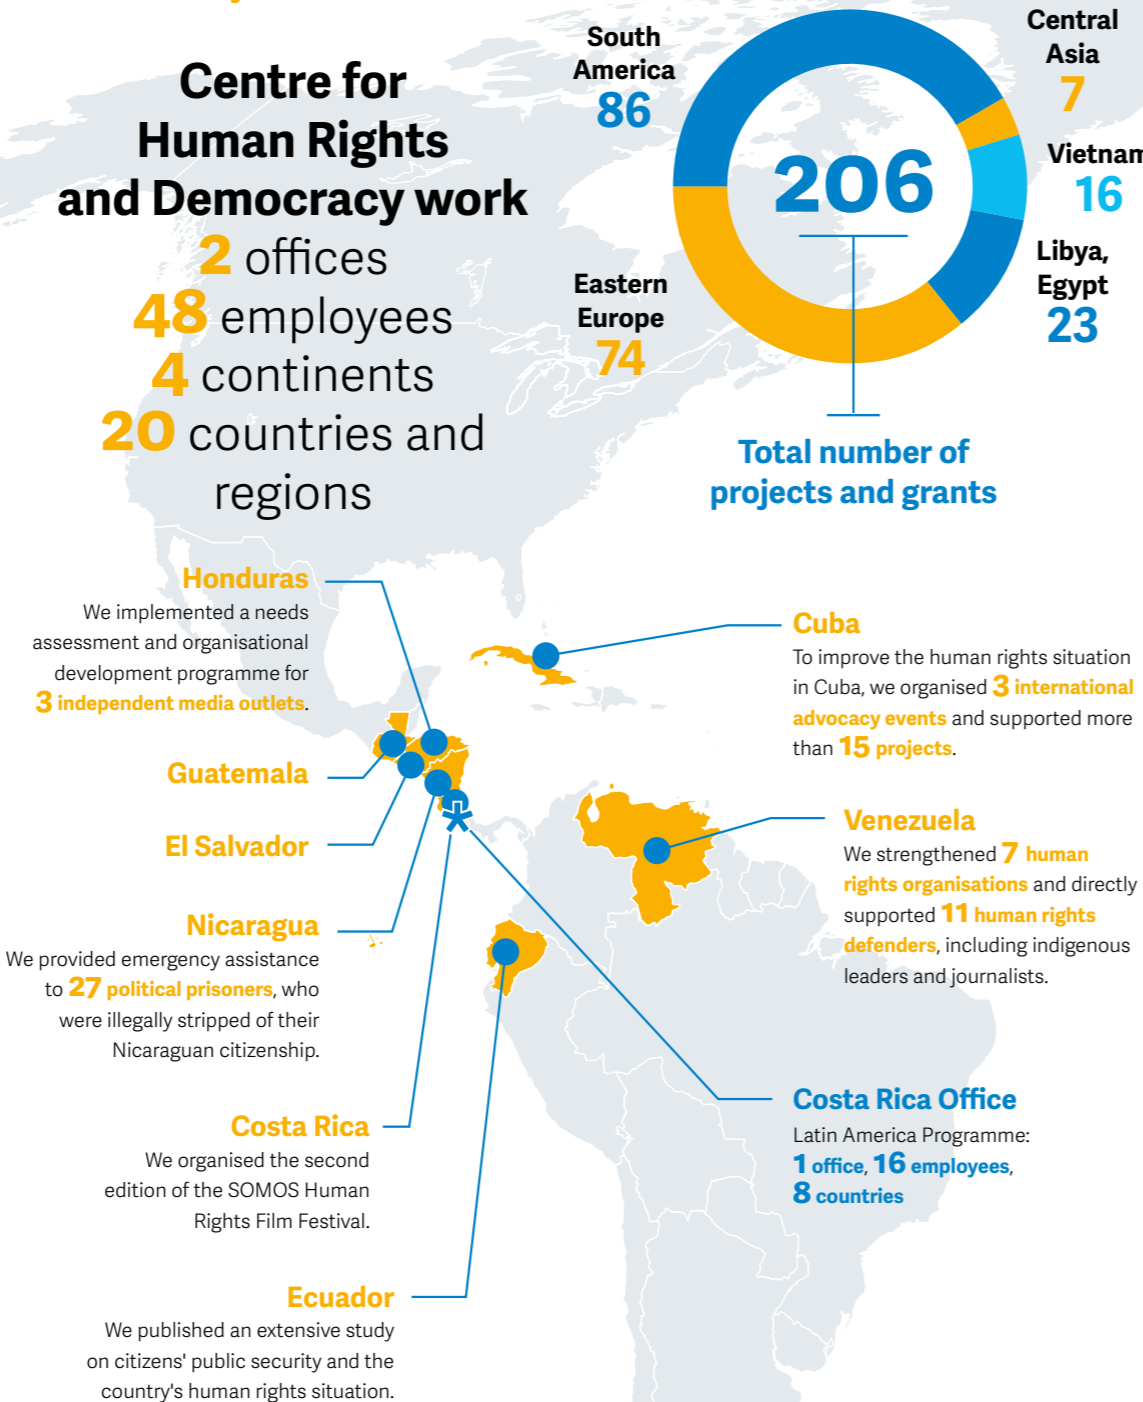 Centre for
Human Rights
and Democracy work
2 offices
48 employees
4 continents
20 countries and
regions
South
America
86
Central
Asia
7
Vietnam
16
Libya,
Egypt
23
Eastern
Europe
74
206
Total number of
projects and grants
Honduras
We implemented a needs
assessment and organisational
development programme for
3 independent media outlets.
Guatemala
El Salvador
Nicaragua
We provided emergency assistance
to 27 political prisoners, who
were illegally stripped of their
Nicaraguan citizenship.
Costa Rica
We organised the second
edition of the SOMOS Human
Rights Film Festival.
Ecuador
We published an extensive study
on citizens' public security and the
country's human rights situation.
Cuba
To improve the human rights situation
in Cuba, we organised 3 international
advocacy events and supported more
than 15 projects.
Venezuela
We strengthened 7 human
rights organisations and directly
supported 11 human rights
defenders, including indigenous
leaders and journalists.
Costa Rica Office
Latin America Programme:
1 office, 16 employees,
8 countries